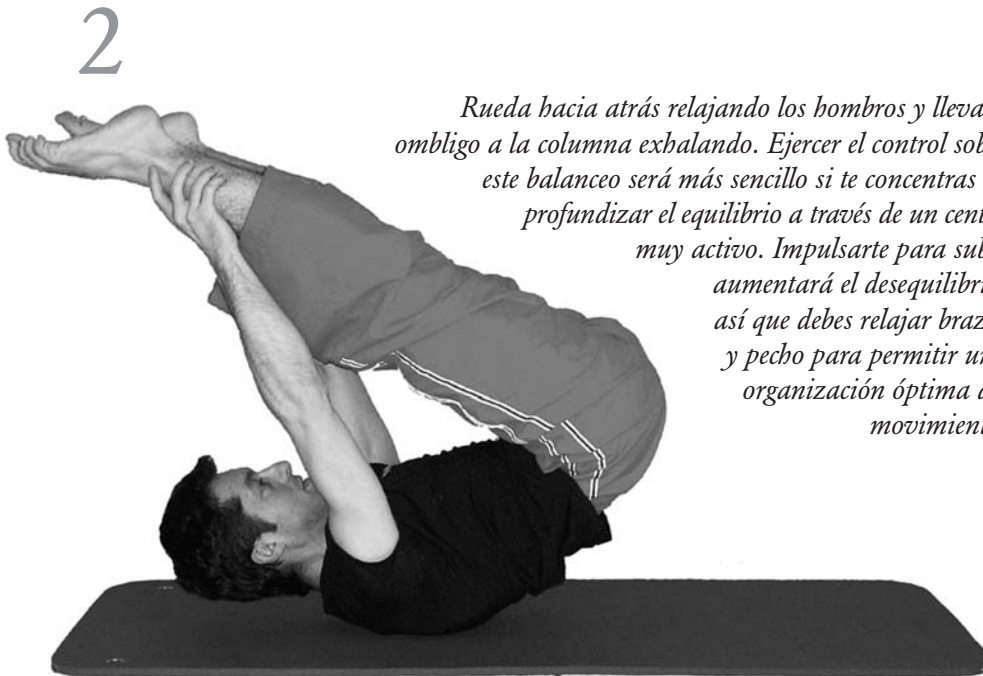 2
Rueda hacia atrás relajando los hombros y lleva
ombligo a la columna exhalando. Ejercer el control sob
este balanceo será más sencillo si te concentras
profundizar el equilibrio a través de un cent
muy activo. Impulsarte para sub
aumentará el desequilibri
así que debes relajar braz
y pecho para permitir un
organización óptima d
movimient